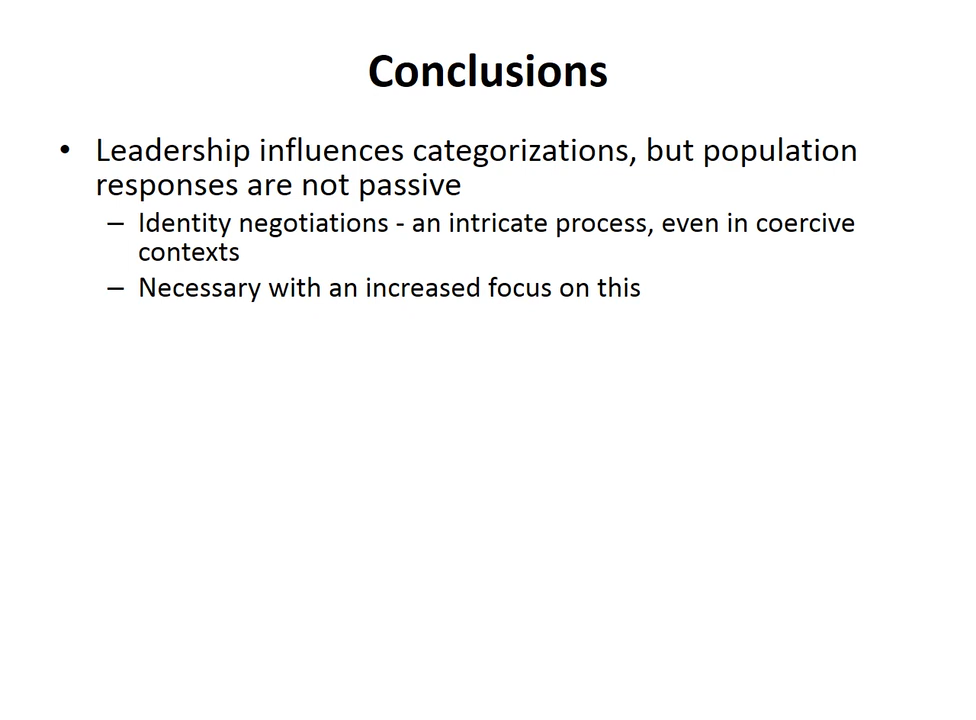 Conclusions
• Leadership influences categorizations, but population
responses are not passive
– Identity negotiations - an intricate process, even in coercive
contexts
– Necessary with an increased focus on this